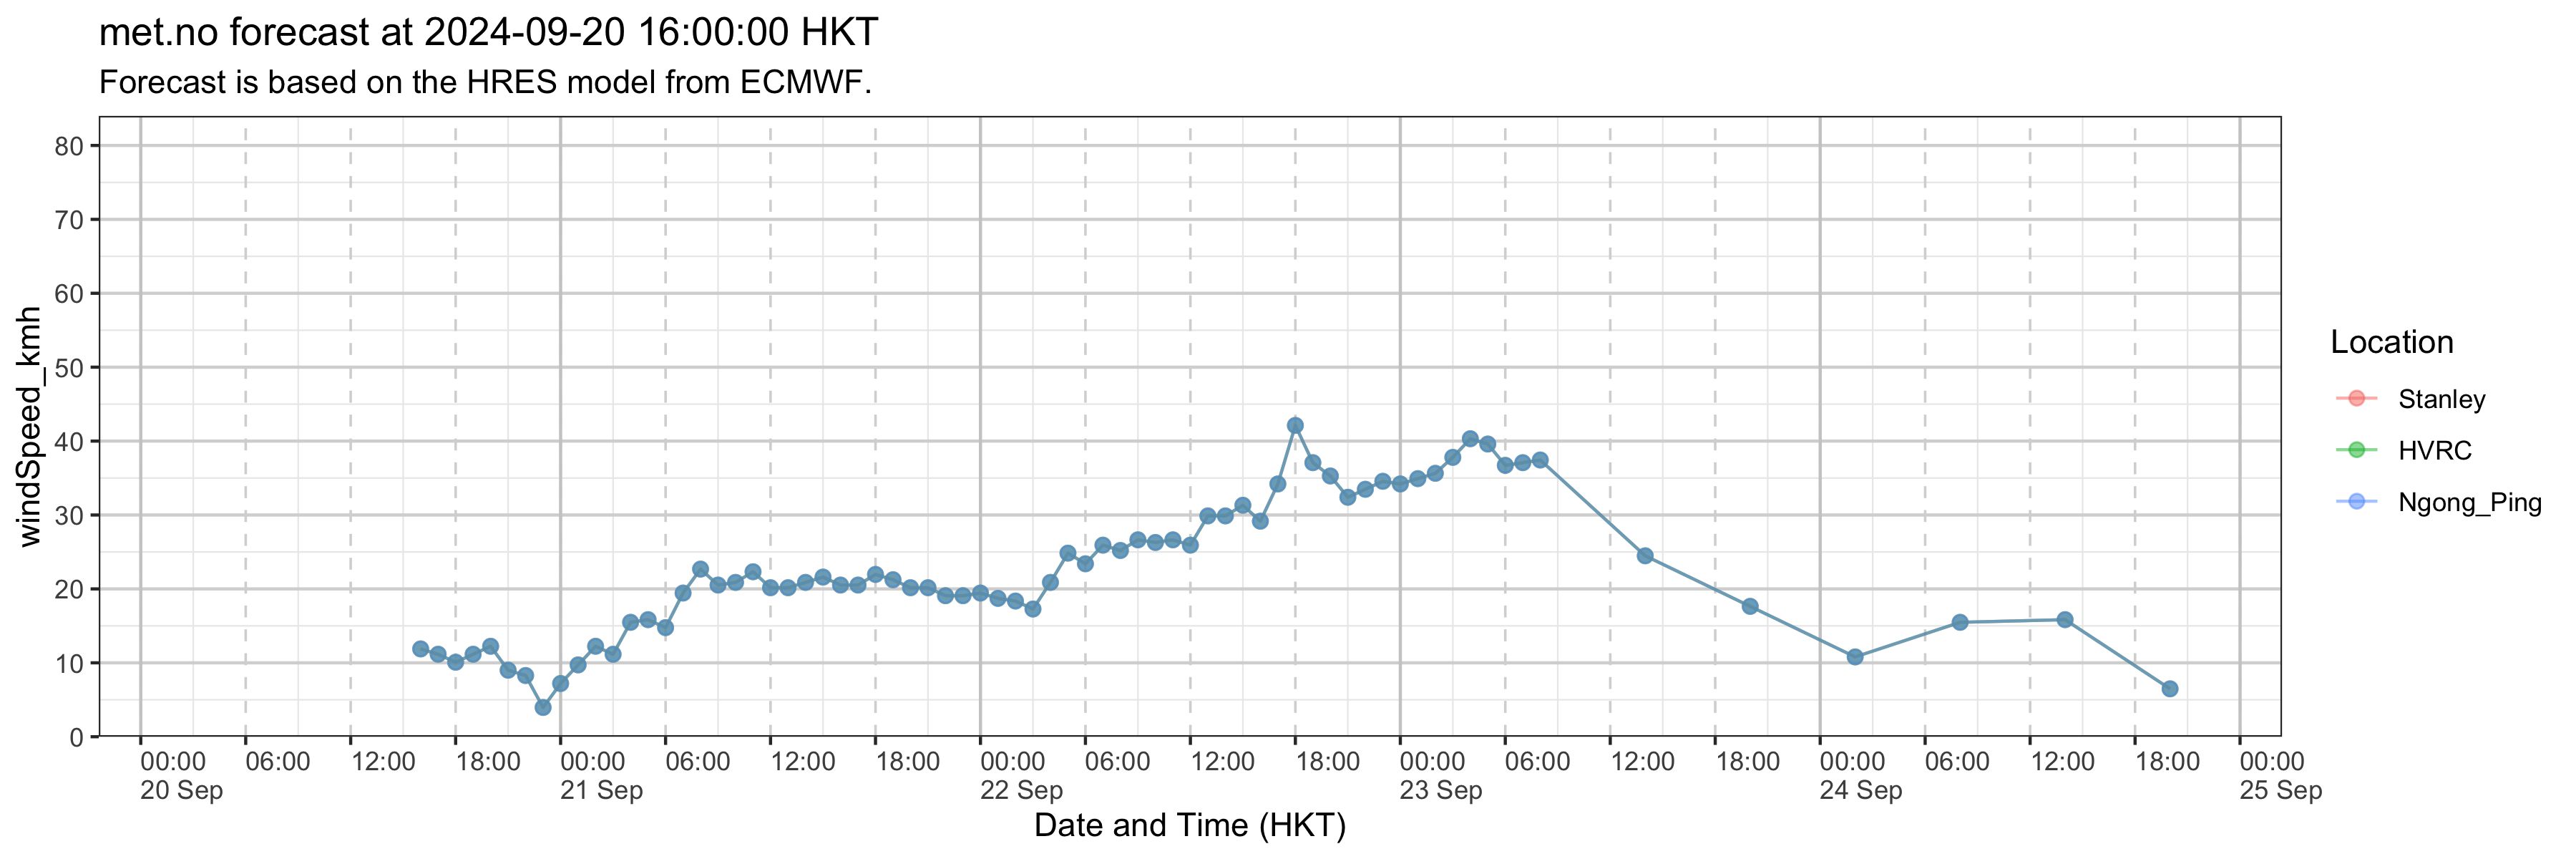 met.no forecast at 2024-09-20 16:00:00 HKT
Forecast is based on the HRES model from ECMWF.
windSpeed_kmh
80
70
60
50
40
30
20
10
0
00:00 06:00 12:00 18:00 00:00 06:00 12:00 18:00 00:00 06:00 12:00 18:00 00:00 06:00 12:00 18:00 00:00 06:00 12:00 18:00 00:00
20 Sep 21 Sep 22 Sep 23 Sep 24 Sep 25 Sep
Date and Time (HKT)
Location
Stanley
HVRC
Ngong_Ping